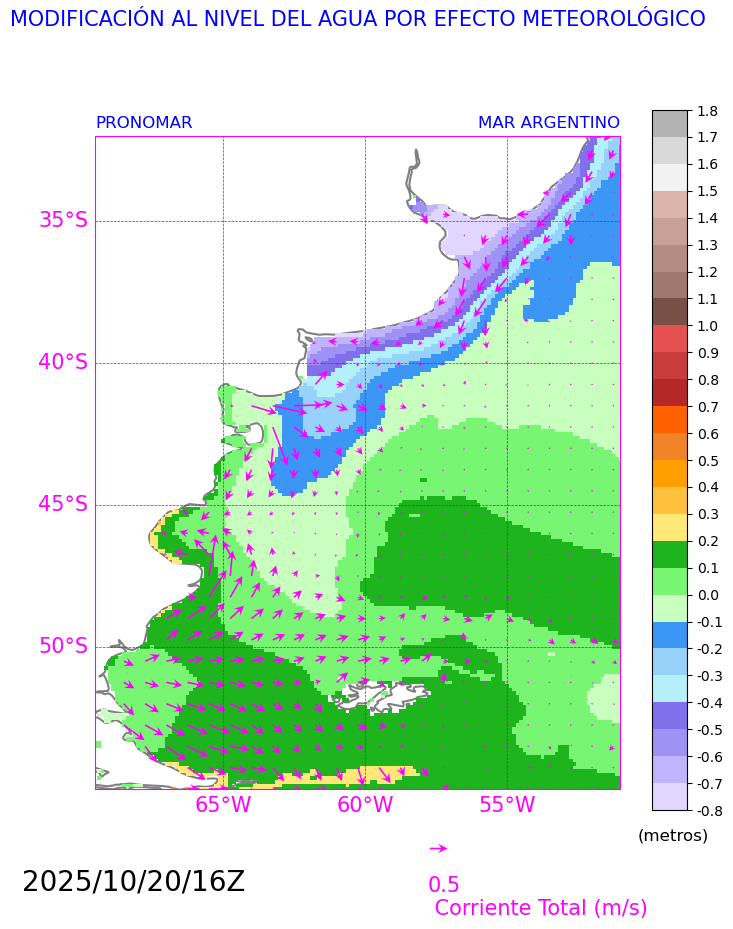 MODIFICACIÓN AL NIVEL DEL AGUA POR EFECTO METEOROLÓGICO
PRONOMAR
MAR ARGENTINO
35°S
40°S
45°S
50°S
65°W
60°W
55°W
1.8
1.7
1.6
1.5
1.4
1.3
1.2
1.1
1.0
0.9
0.8
0.7
0.6
0.5
0.4
0.3
0.2
0.1
0.0
-0.1
-0.2
-0.3
-0.4
-0.5
-0.6
-0.7
-0.8
(metros)
2025/10/20/16Z
0.5
Corriente Total (m/s)